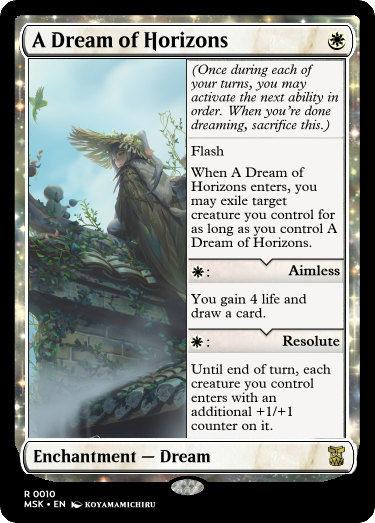 A Dream of Horizons
(Once during each of
your turns, you may
activate the next ability in
order. When you're done
dreaming, sacrifice this.)
Flash
When A Dream of
Horizons enters, you
may exile target
creature you control for
as long as you control A
Dream of Horizons.
: Aimless
You gain 4 life and
draw a card.
: Resolute
Until end of turn, each
creature you control
enters with an
additional +1/+1
counter on it.
Enchantment — Dream
R 0010
MSK • EN KOYAMAMICHIRU